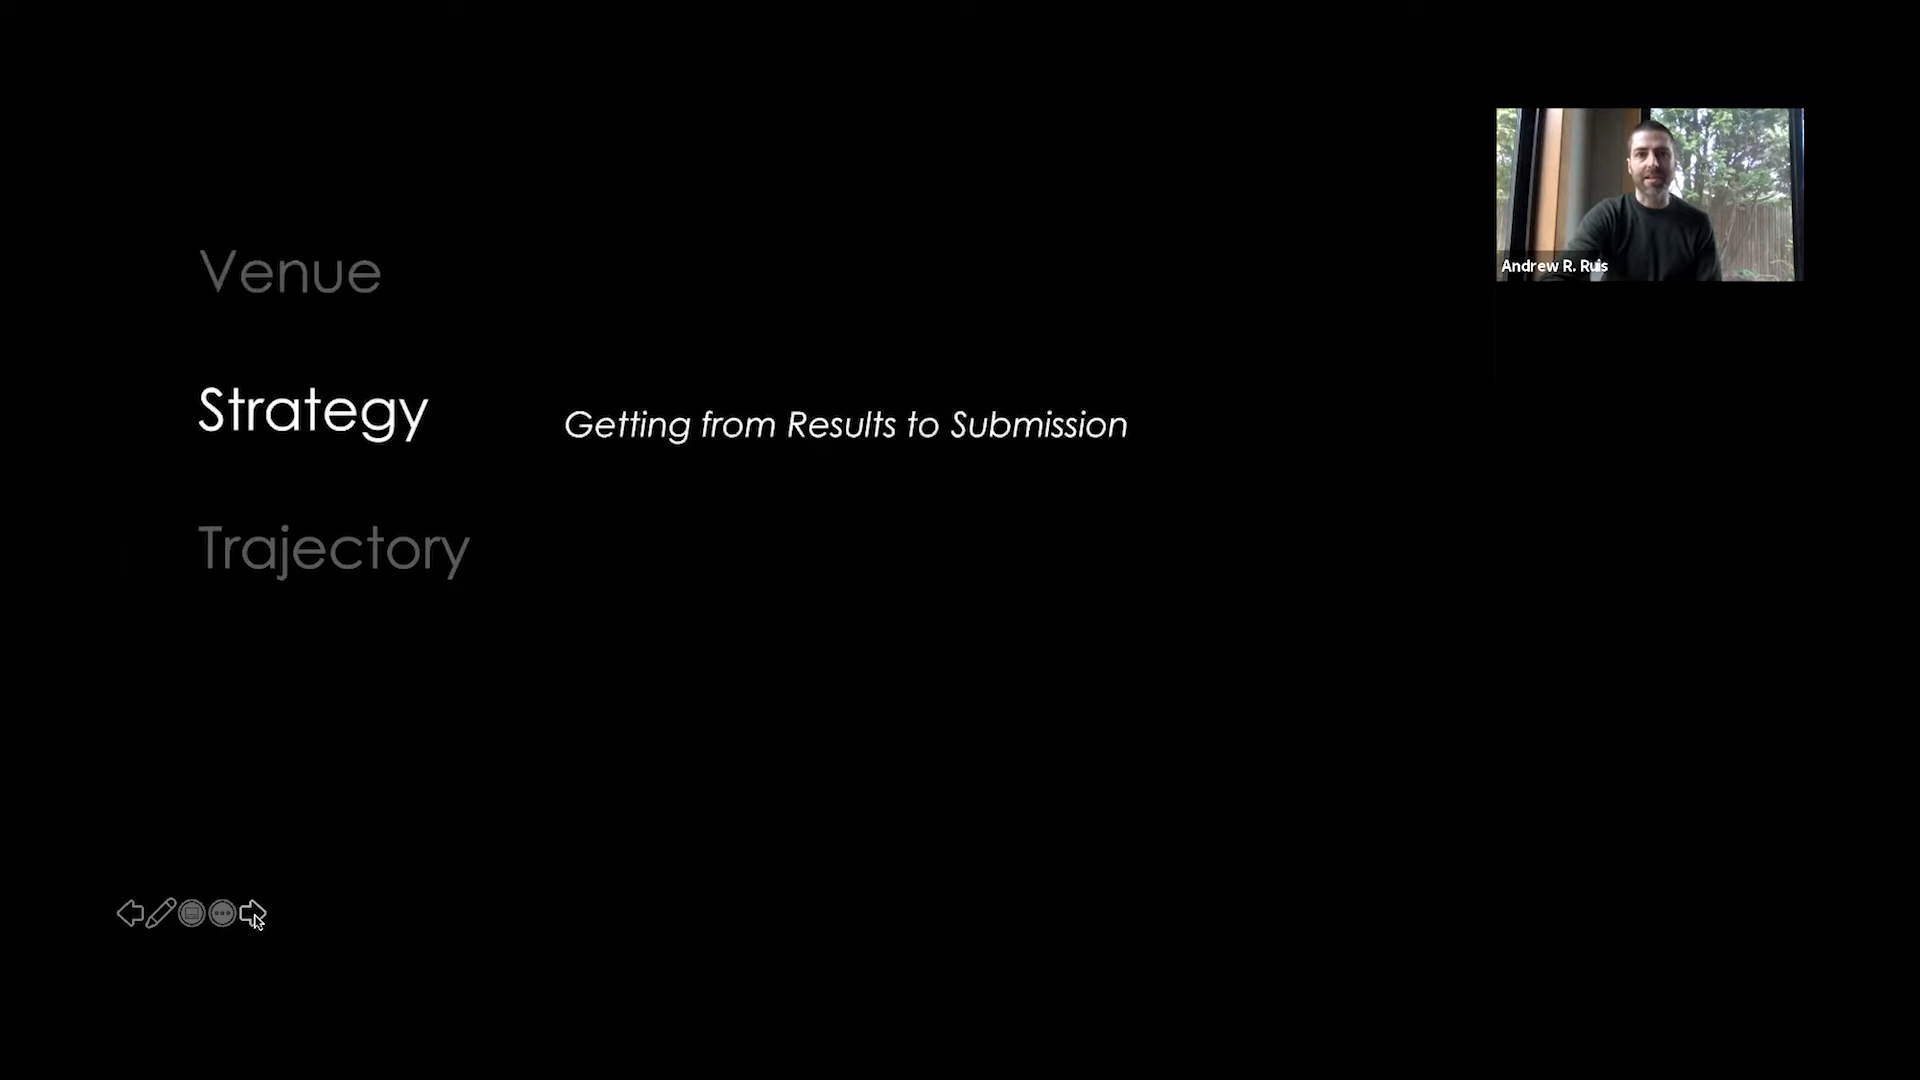 Venue
Strategy
Getting from Results to Submission
Trajectory
Andrew R. Ruis